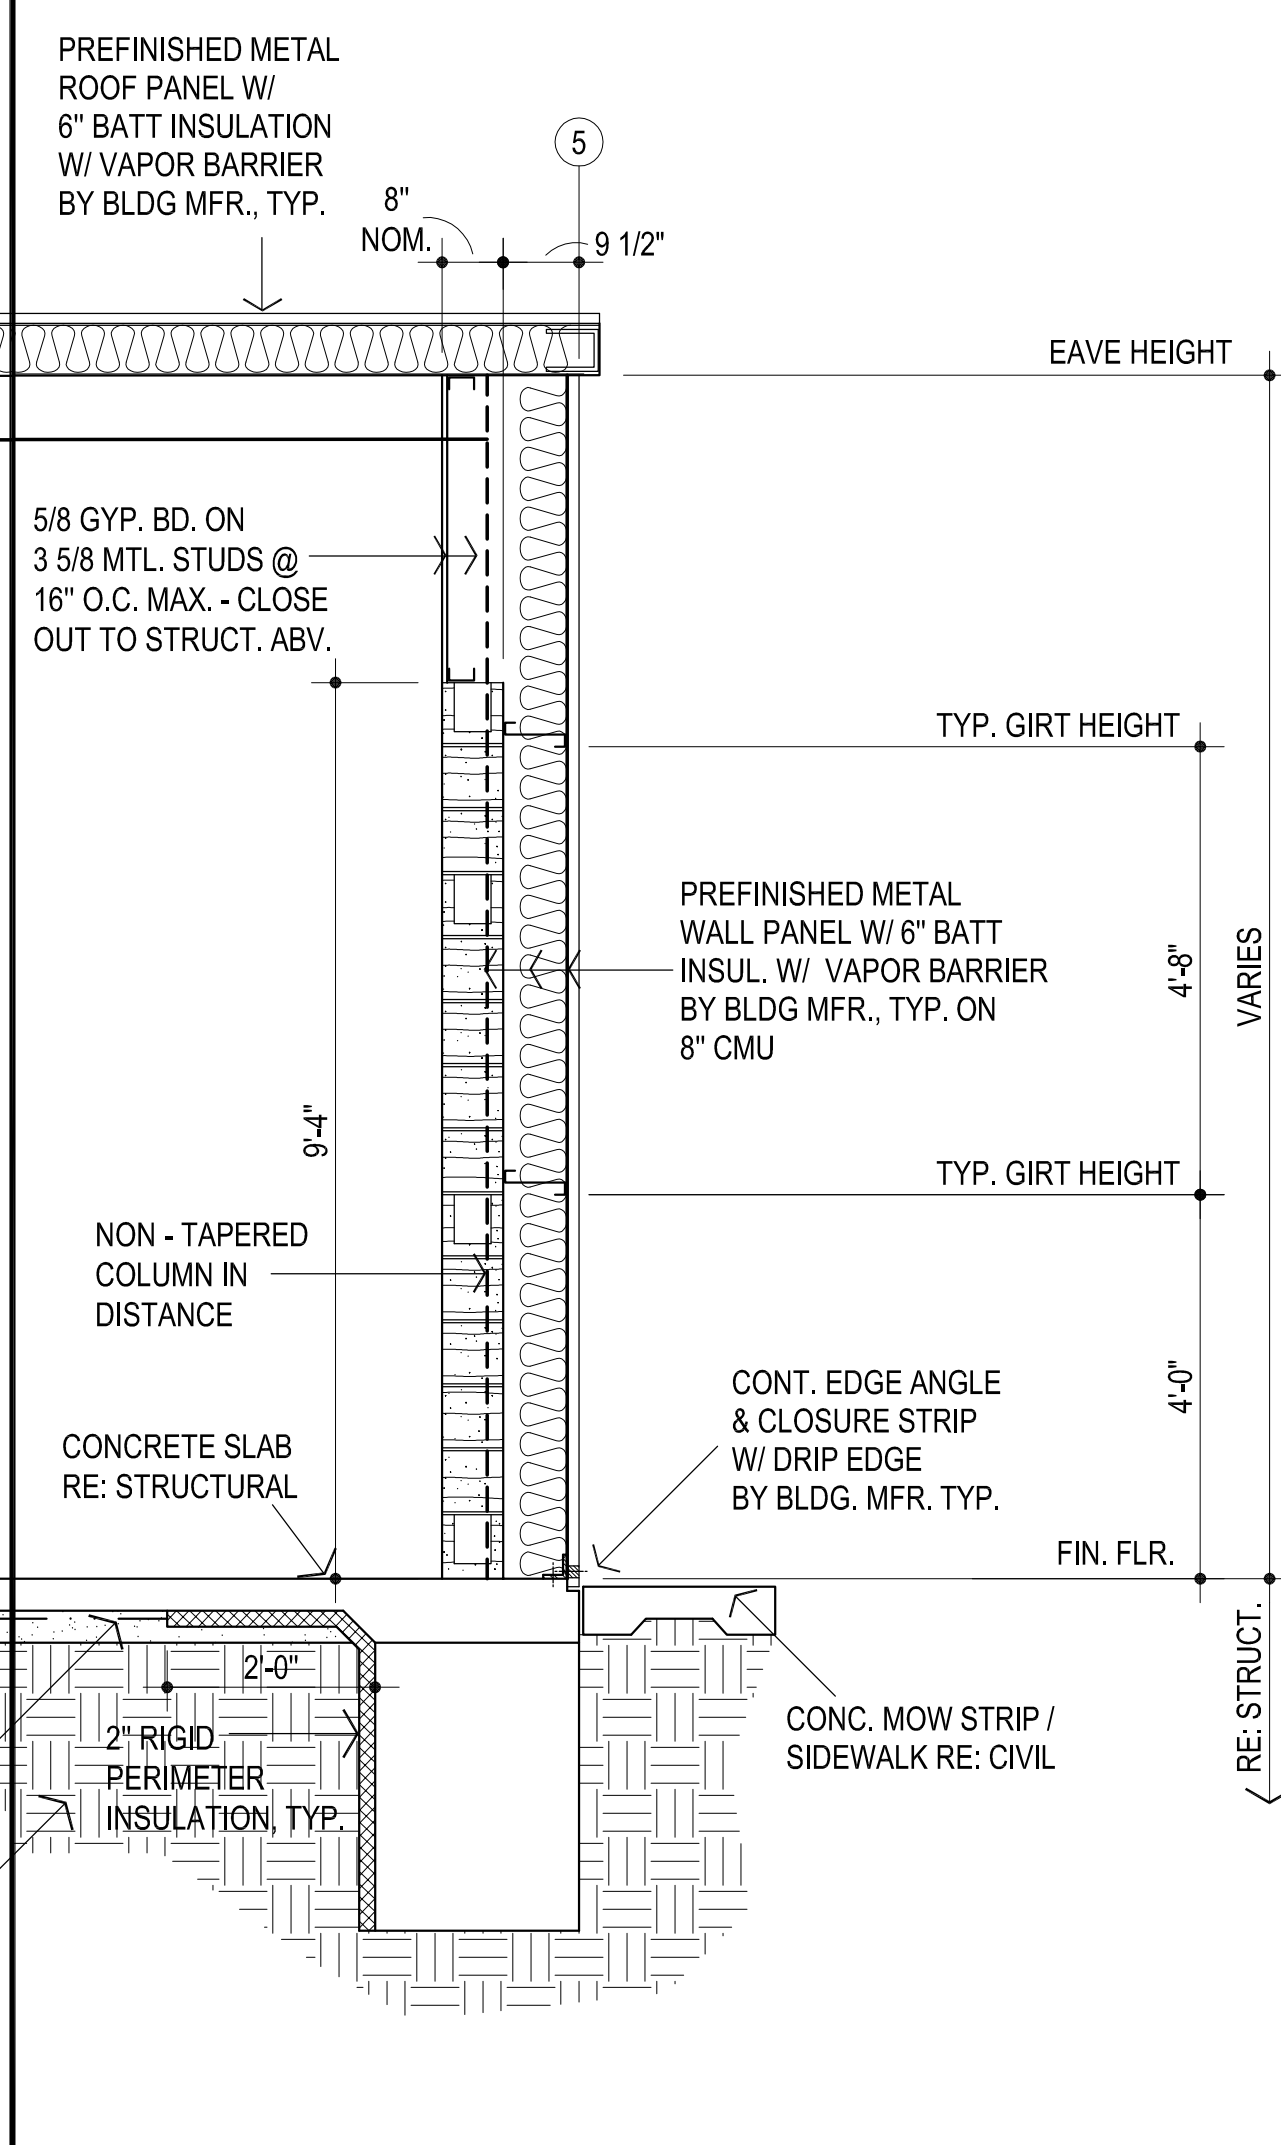 PREFINISHED METAL
ROOF PANEL W/
6" BATT INSULATION
W/ VAPOR BARRIER
BY BLDG MFR., TYP.
5
8"
NOM.
9 1/2"
EAVE HEIGHT
5/8 GYP. BD. ON
3 5/8 MTL. STUDS @
16" O.C. MAX. - CLOSE
OUT TO STRUCT. ABV.
TYP. GIRT HEIGHT
PREFINISHED METAL
WALL PANEL W/ 6" BATT
INSUL. W/ VAPOR BARRIER
BY BLDG MFR., TYP. ON
8" CMU
4'-8"
VARIES
9'-4"
TYP. GIRT HEIGHT
NON - TAPERED
COLUMN IN
DISTANCE
CONT. EDGE ANGLE
& CLOSURE STRIP
W/ DRIP EDGE
BY BLDG. MFR. TYP.
4'-0"
CONCRETE SLAB
RE: STRUCTURAL
FIN. FLR.
2'-0"
2" RIGID
PERIMETER
INSULATION, TYP.
CONC. MOW STRIP /
SIDEWALK RE: CIVIL
RE: STRUCT.